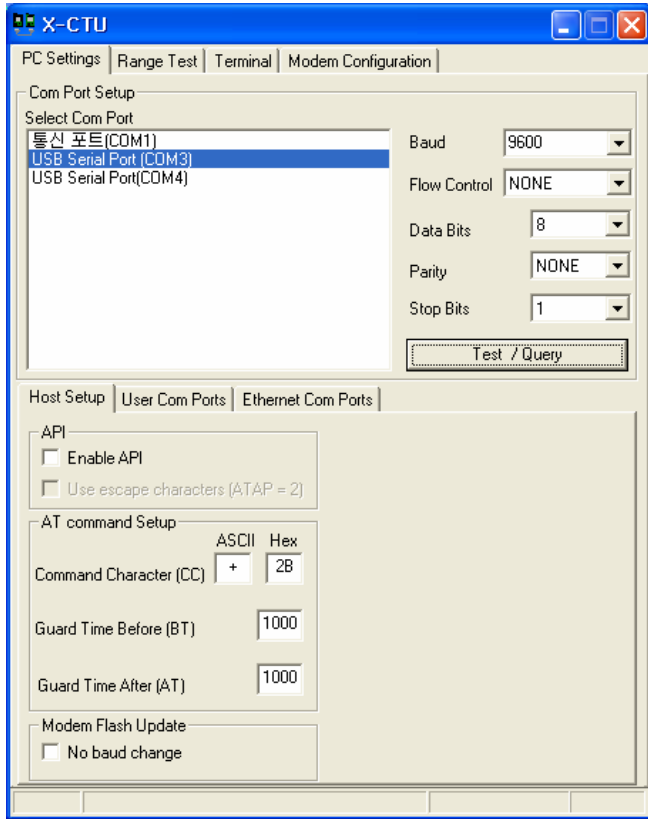 X-CTU
PC Settings Range Test Terminal Modem Configuration
Com Port Setup
Select Com Port
통신 포트(COM1)
USB Serial Port (COM3)
USB Serial Port(COM4)
Baud 9600
Flow Control NONE
Data Bits 8
Parity NONE
Stop Bits 1
Test / Query
Host Setup User Com Ports Ethernet Com Ports
API
Enable API
Use escape characters (ATAP = 2)
AT command Setup
ASCII Hex
Command Character (CC) + 2B
Guard Time Before (BT) 1000
Guard Time After (AT) 1000
Modem Flash Update
No baud change